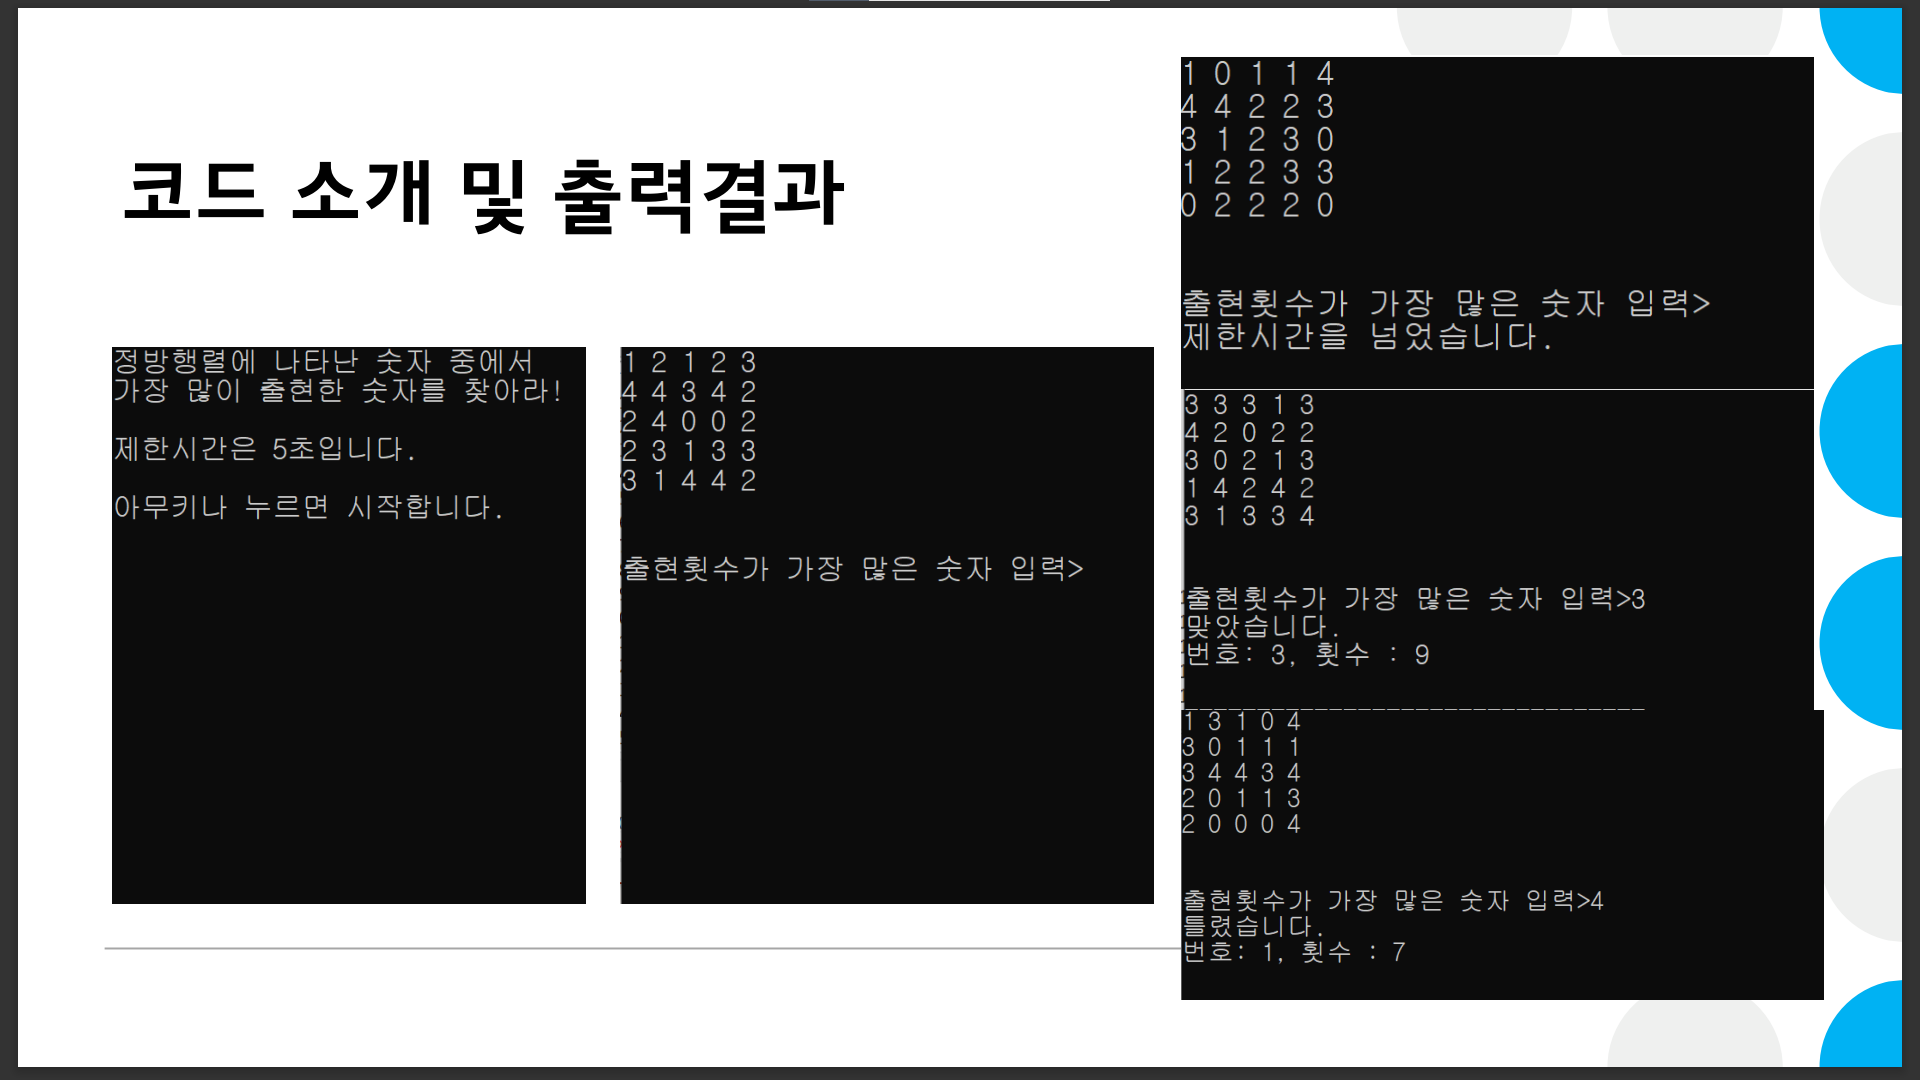 코드 소개 및 출력결과
정방행렬에 나타난 숫자 중에서
가장 많이 출현한 숫자를 찾아라!
제한시간은 5초입니다.
아무키나 누르면 시작합니다.
1 2 1 2 3
4 4 3 4 2
2 4 0 0 2
2 3 1 3 3
3 1 4 4 2
출현횟수가 가장 많은 숫자 입력>
1 0 1 1 4
4 4 2 2 3
3 1 2 3 0
1 2 2 3 3
0 2 2 2 0
출현횟수가 가장 많은 숫자 입력>
제한시간을 넘었습니다.
3 3 3 1 3
4 2 0 2 2
3 0 2 1 3
1 4 2 4 2
3 1 3 3 4
출현횟수가 가장 많은 숫자 입력>3
맞았습니다.
번호: 3, 횟수 : 9
--------------------------------
1 3 1 0 4
3 0 1 1 1
3 4 4 3 4
2 0 1 1 3
2 0 0 0 4
출현횟수가 가장 많은 숫자 입력>4
틀렸습니다.
번호: 1, 횟수 : 7